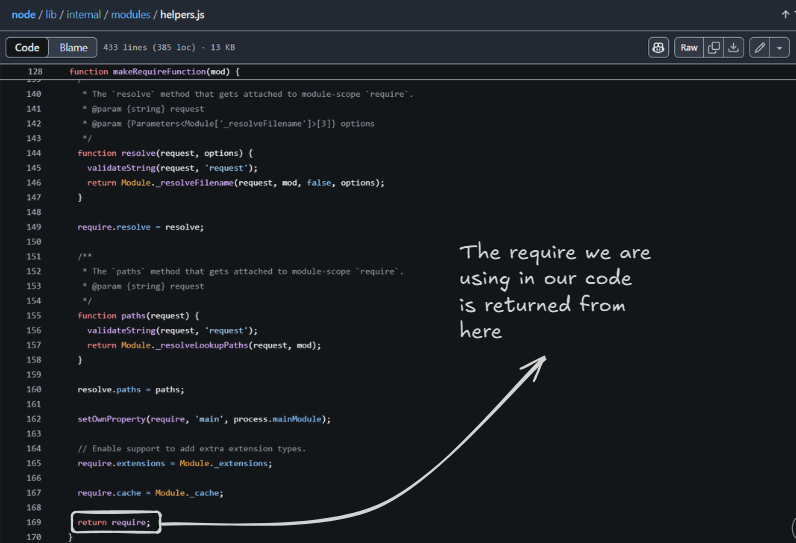 node / lib / internal / modules / helpers.js
Code Blame 433 lines (385 loc) · 13 KB Raw
128 function makeRequireFunction(mod) {
140 * The `resolve` method that gets attached to module-scope `require`.
141 * @param {string} request
142 * @param {Parameters<Module['_resolveFilename']>[3]} options
143 */
144 function resolve(request, options) {
145 validateString(request, 'request');
146 return Module._resolveFilename(request, mod, false, options);
147 }
148
149 require.resolve = resolve;
150
151 /**
152 * The `paths` method that gets attached to module-scope `require`.
153 * @param {string} request
154 */
155 function paths(request) {
156 validateString(request, 'request');
157 return Module._resolveLookupPaths(request, mod);
158 }
159
160 resolve.paths = paths;
161
162 setOwnProperty(require, 'main', process.mainModule);
163
164 // Enable support to add extra extension types.
165 require.extensions = Module._extensions;
166
167 require.cache = Module._cache;
168
169 return require;
170 }
The require we are
using in our code
is returned from
here